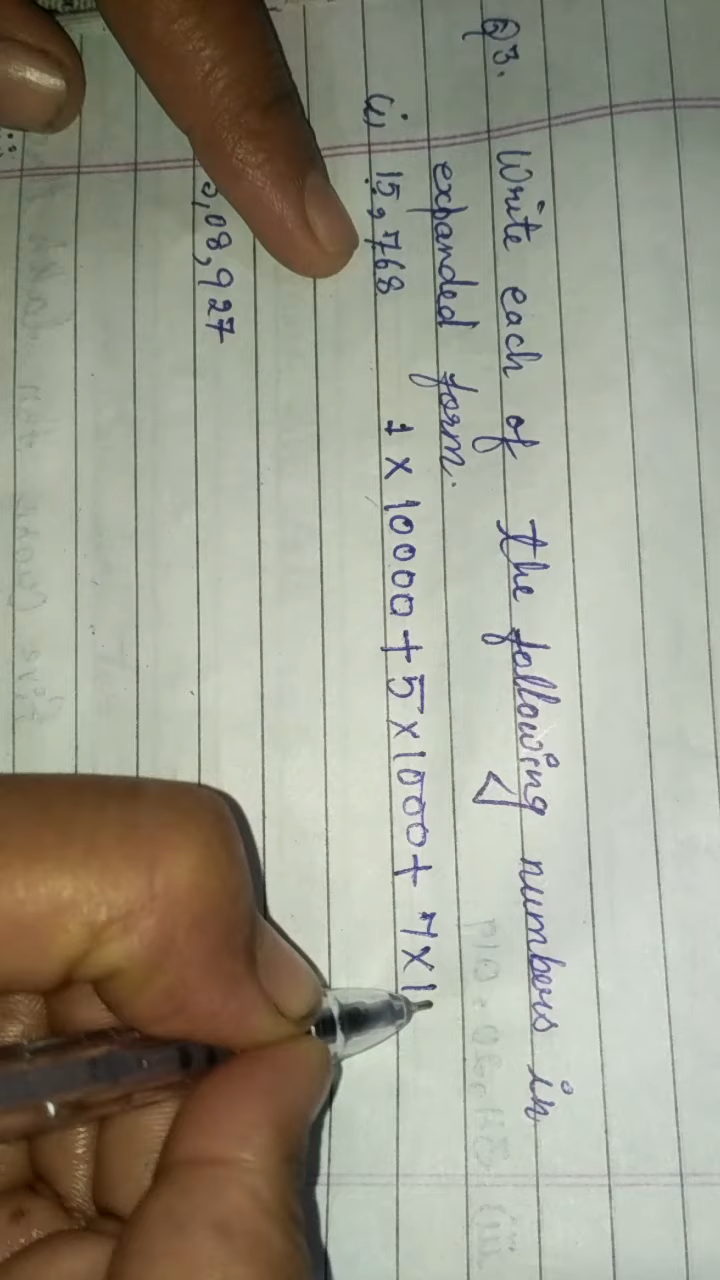 Q3. Write each of the following numbers in
expanded form.
(i) 15,768 1 x 10000 + 5 x 1000 + 7 x 1
,08,927